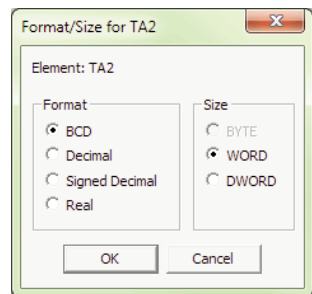 Format/Size for TA2
Element: TA2
Format
BCD
Decimal
Signed Decimal
Real
Size
BYTE
WORD
DWORD
OK
Cancel